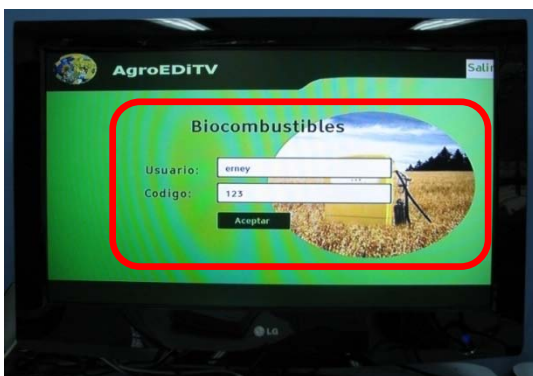 AgroEDiTV
Salir
Biocombustibles
Usuario: erney
Codigo: 123
Aceptar
LG